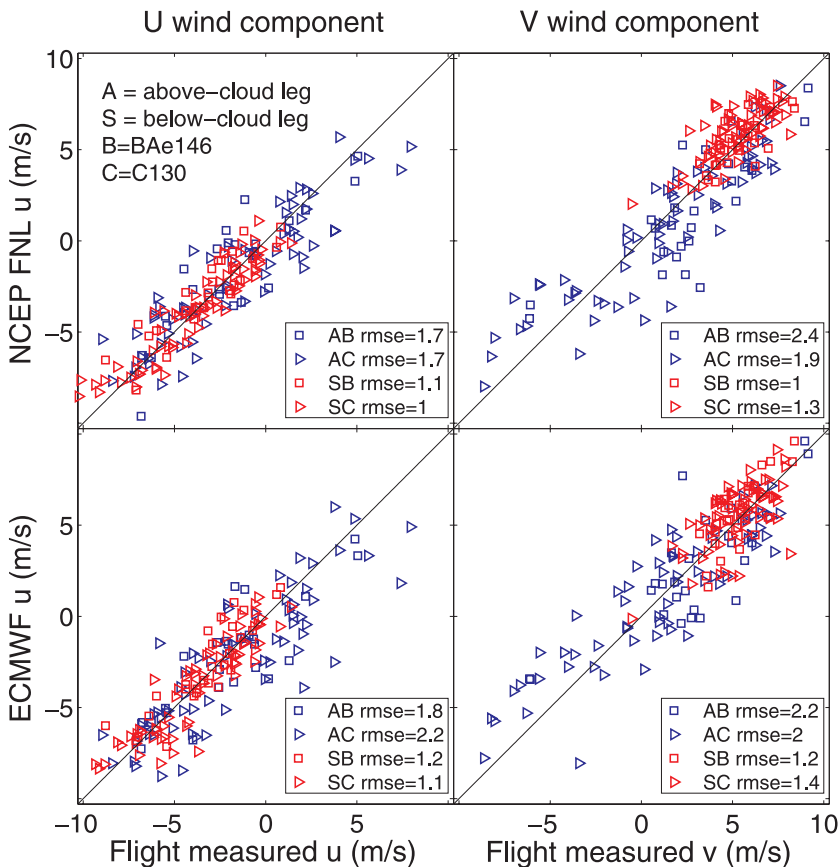 U wind component
V wind component
10
5
0
−5
NCEP FNL u (m/s)
A = above−cloud leg
S = below−cloud leg
B=BAe146
C=C130
AB rmse=1.7
AC rmse=1.7
SB rmse=1.1
SC rmse=1
AB rmse=2.4
AC rmse=1.9
SB rmse=1
SC rmse=1.3
5
0
−5
ECMWF u (m/s)
AB rmse=1.8
AC rmse=2.2
SB rmse=1.2
SC rmse=1.1
AB rmse=2.2
AC rmse=2
SB rmse=1.2
SC rmse=1.4
−10 −5 0 5
−10 −5 0 5 10
Flight measured u (m/s)
Flight measured v (m/s)